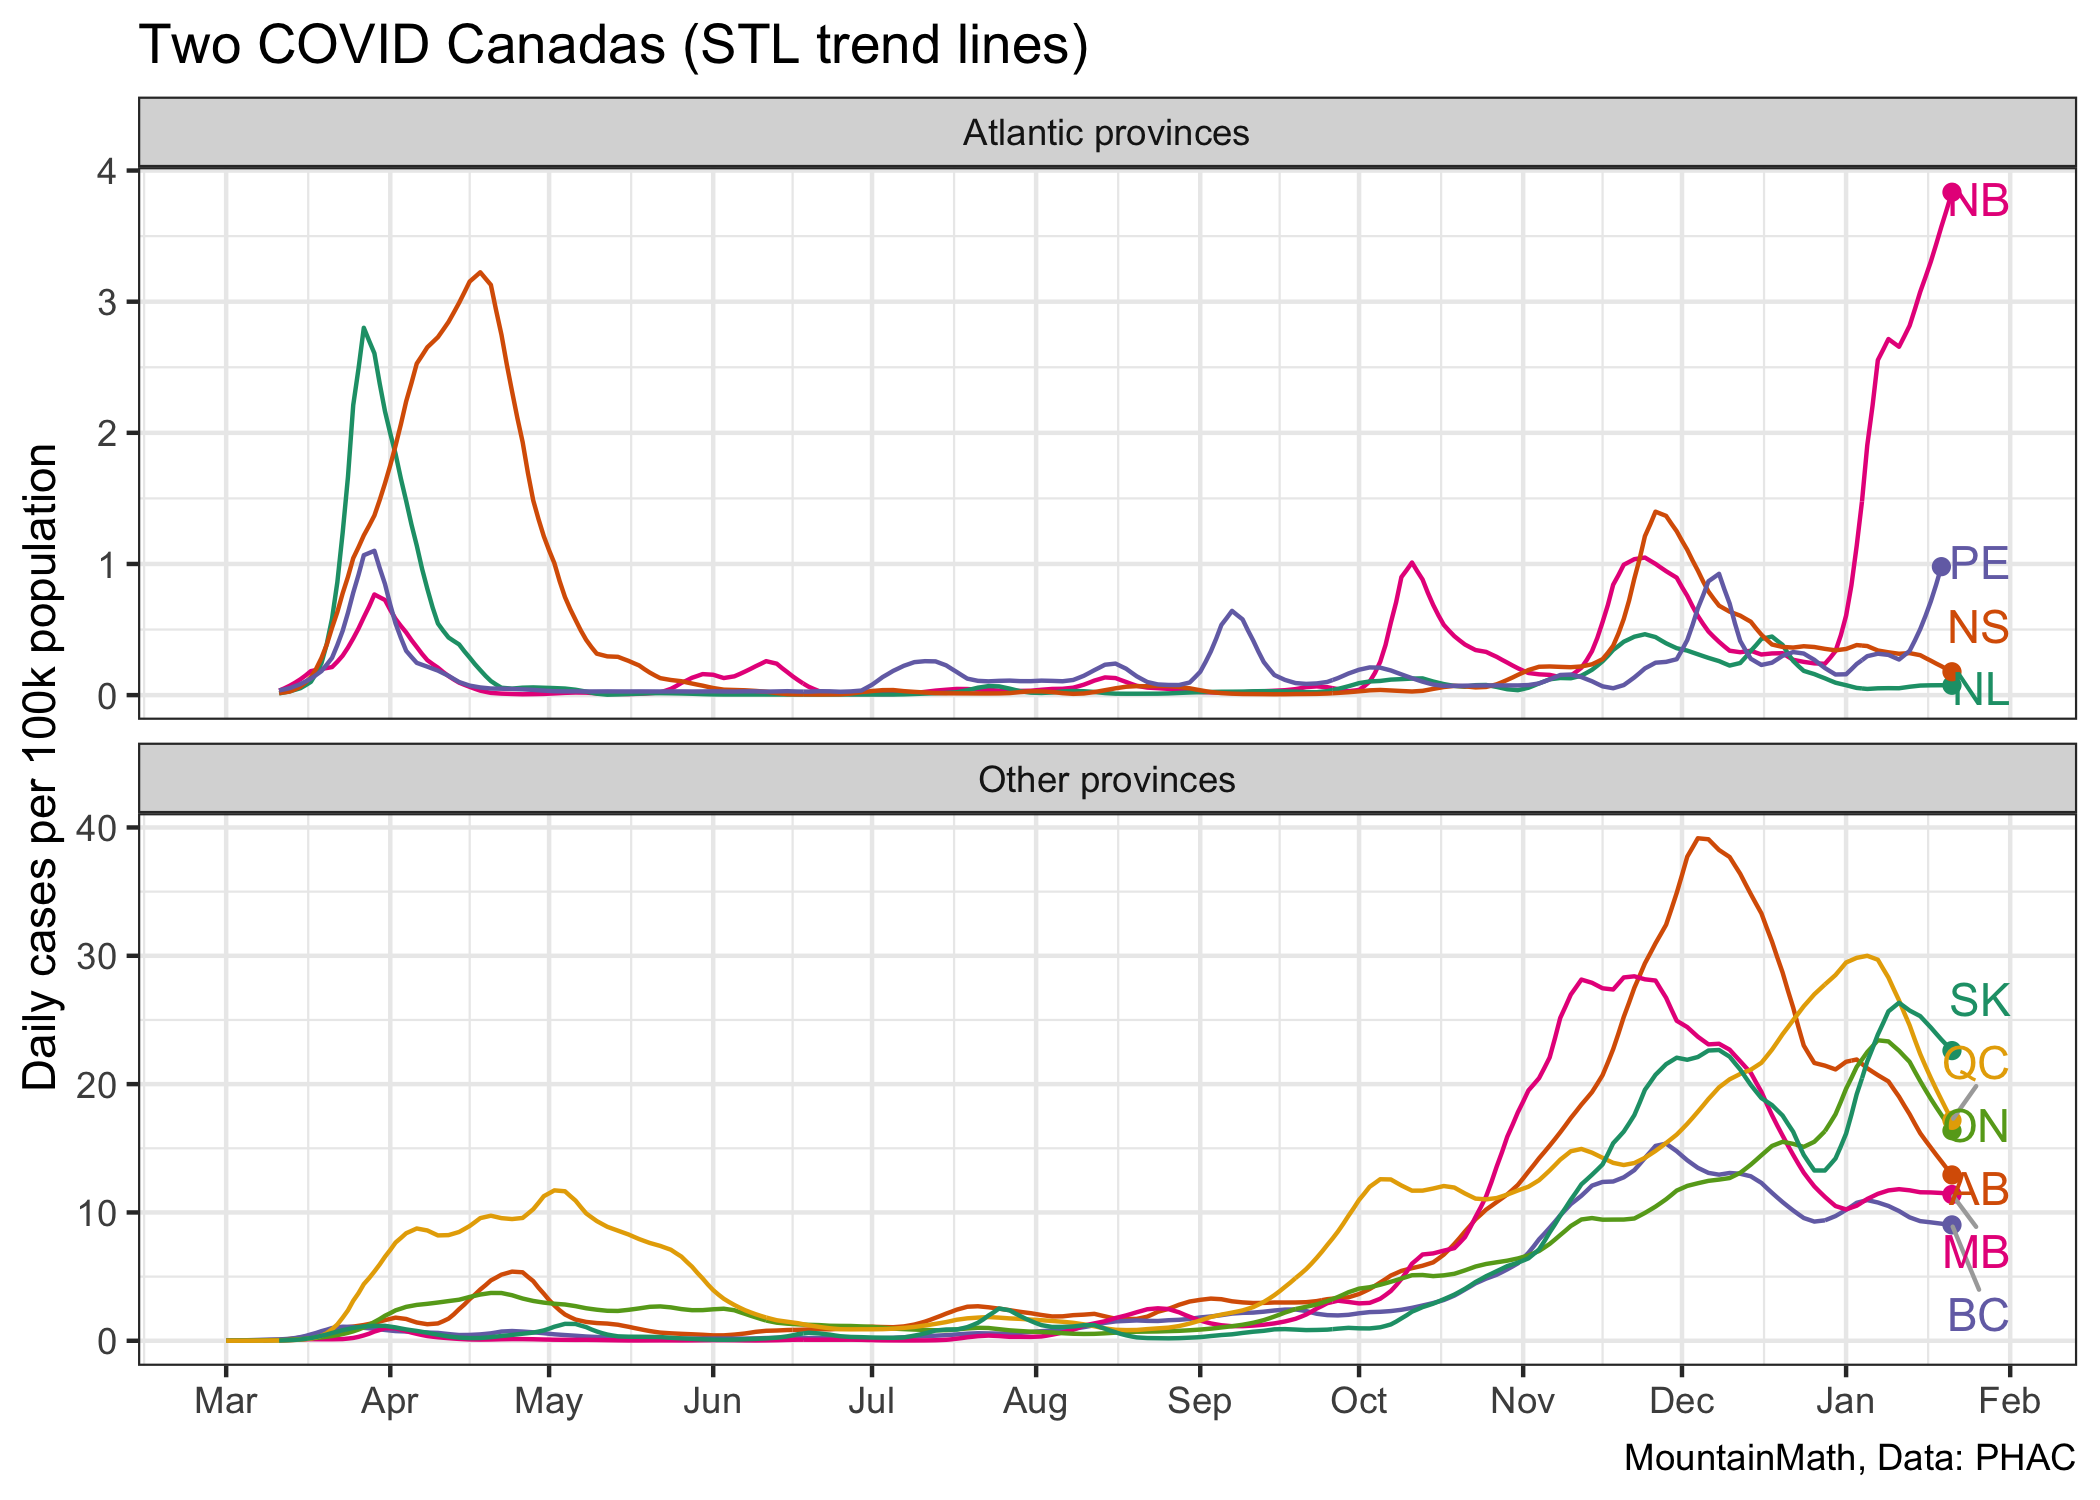 Two COVID Canadas (STL trend lines)
Daily cases per 100k population
Atlantic provinces
4
3
2
1
0
NB
PE
NS
NL
Other provinces
40
30
20
10
0
SK
QC
ON
AB
MB
BC
Mar Apr May Jun Jul Aug Sep Oct Nov Dec Jan Feb
MountainMath, Data: PHAC